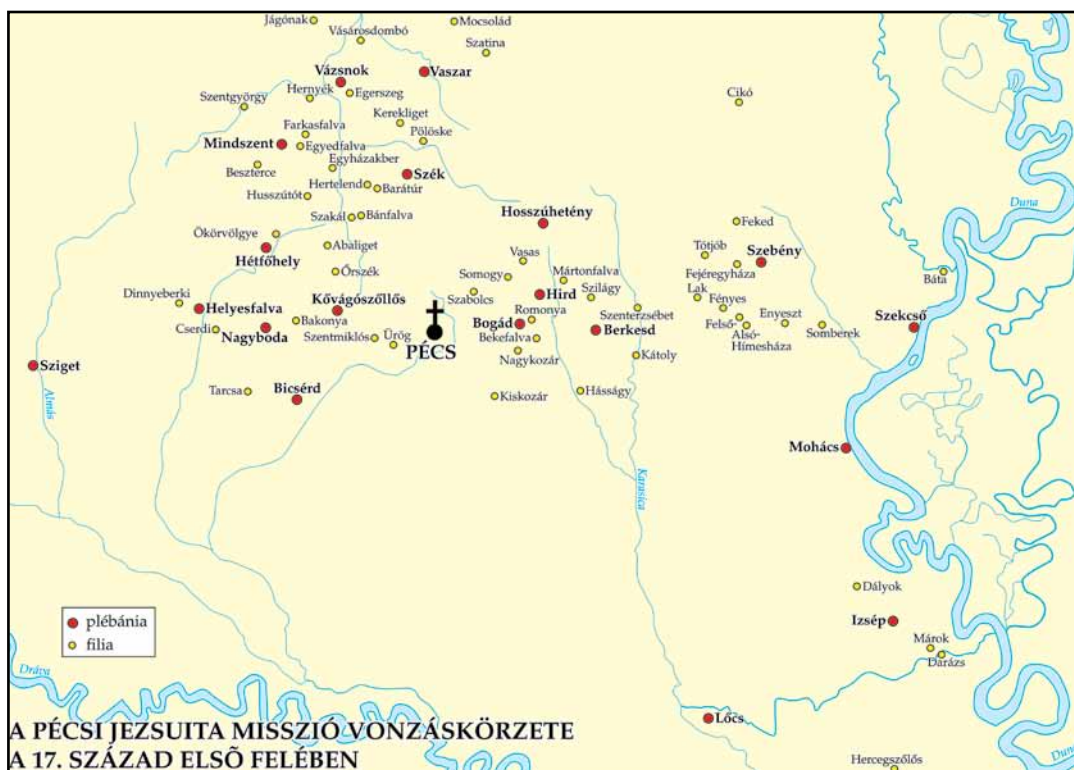 Jágónak
Mocsolád
Vásárosdombó
Szatina
Vázsnok
Vaszar
Hernyék
Egerszeg
Szentgyörgy
Cikó
Kerekliget
Farkasfalva
Pölöske
Mindszent
Egyedfalva
Egyházakber
Beszterce
Szék
Hertelend
Barátúr
Husszútót
Duna
Szakál
Bánfalva
Hosszúhetény
Feked
Ökörvölgye
Abaliget
Vasas
Tótjób
Szebény
Hétfőhely
Őrszék
Somogy
Mártonfalva
Fejéregyháza
Báta
Dinnyeberki
Kővágószőllős
Szabolcs
Hird
Szilágy
Lak
Helyesfalva
Bakonya
Romonya
Szenterzsébet
Fényes
Enyeszt
Szekcső
Cserdi
Nagyboda
Bogád
Berkesd
Felső-
Somberek
Szentmiklós
Ürög
PÉCS
Bekefalva
Alsó-
Himesháza
Nagykozár
Kátoly
Sziget
Tarcsa
Bicsérd
Kiskozár
Hásságy
Almás
Mohács
Karasica
Dályok
plébánia
filia
Izsép
Márok
Darázs
Dráva
Lőcs
A PÉCSI JEZSUITA MISSZIÓ VONZÁSKÖRZETE
A 17. SZÁZAD ELSÕ FELÉBEN
Hercegszőlős
Duna